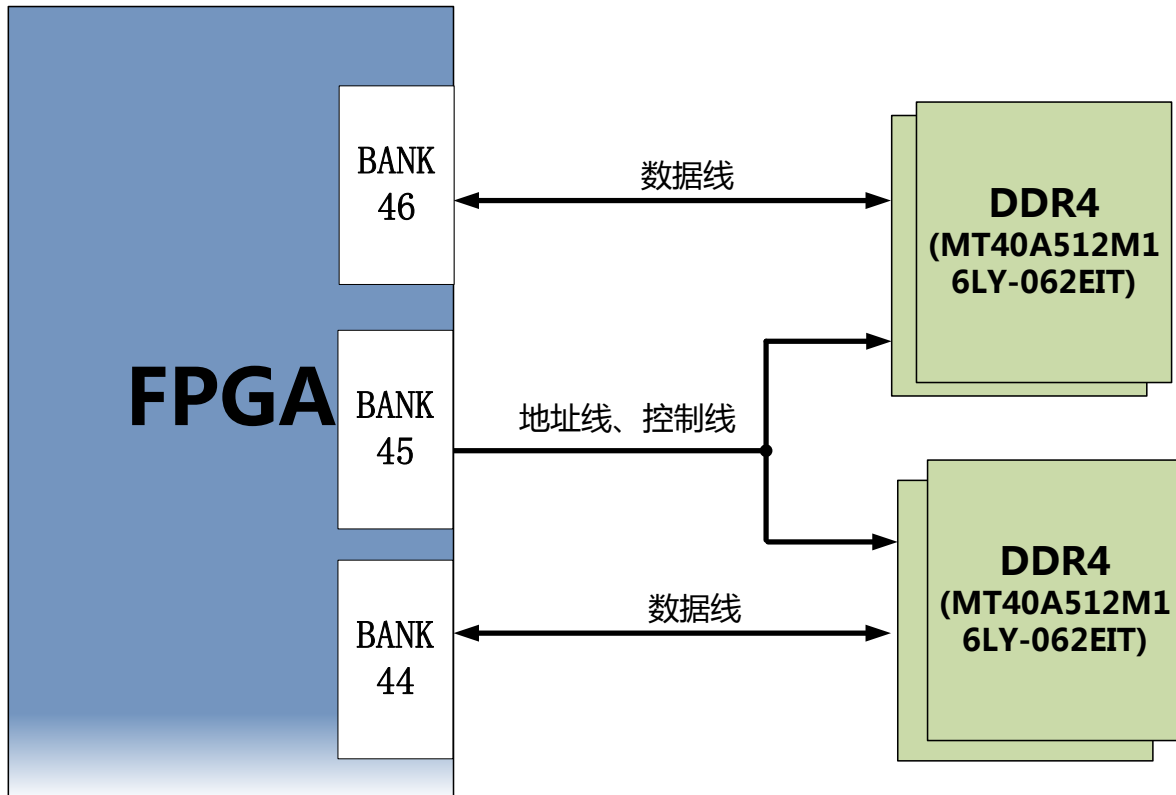 FPGA
BANK
46
数据线
DDR4
(MT40A512M1
6LY-062EIT)
BANK
45
地址线、控制线
BANK
44
数据线
DDR4
(MT40A512M1
6LY-062EIT)